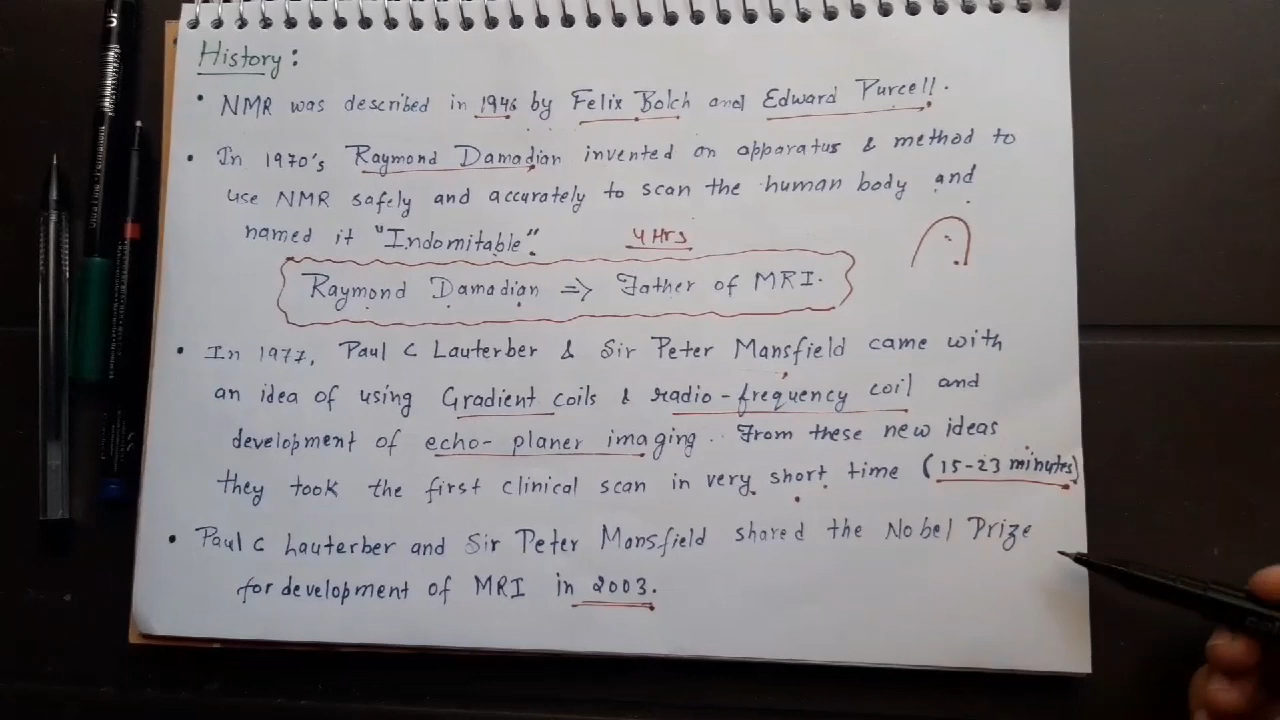 History:
• NMR was described in 1946 by Felix Bolch and Edward Purcell.
• In 1970's Raymond Damadian invented an apparatus & method to
use NMR safely and accurately to scan the human body and
named it "Indomitable".
4 Hrs
Raymond Damadian => Father of MRI.
• In 1977, Paul C Lauterber & Sir Peter Mansfield came with
an idea of using Gradient coils & radio-frequency coil and
development of echo-planer imaging. From these new ideas
they took the first clinical scan in very short time (15-23 minutes)
• Paul C Lauterber and Sir Peter Mansfield shared the Nobel Prize
for development of MRI in 2003.